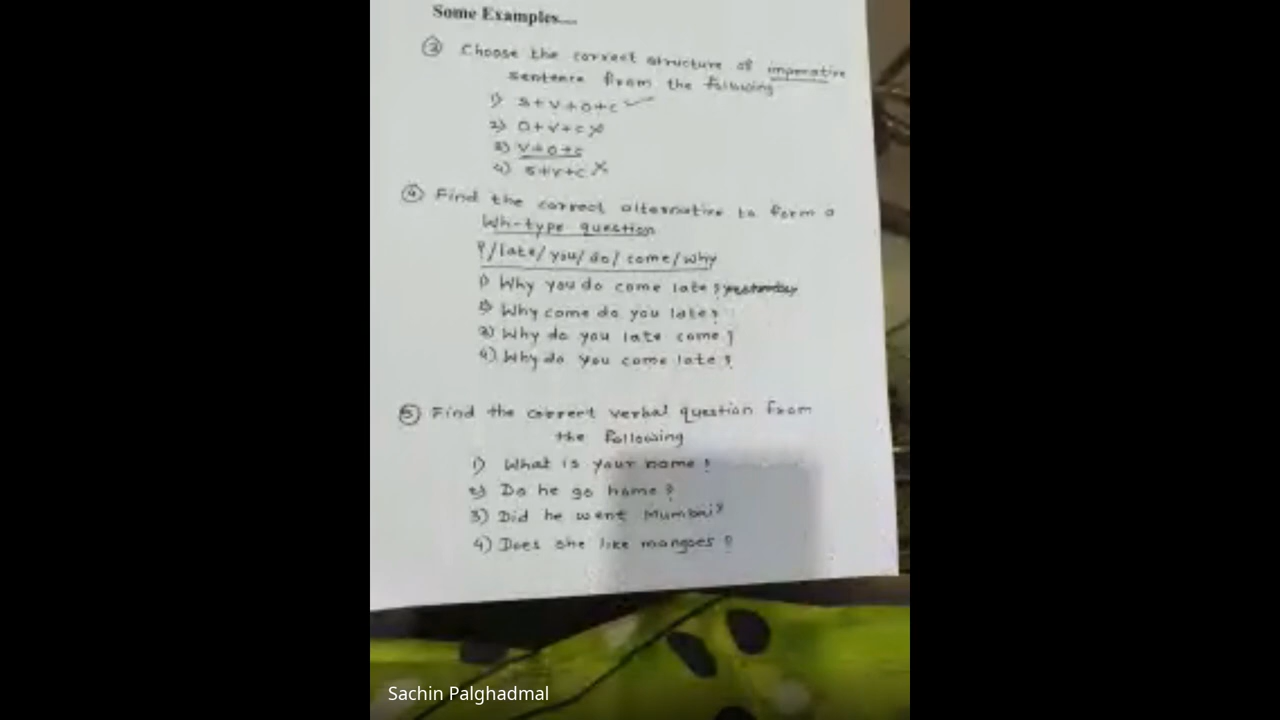 Some Examples....
③ Choose the correct structure of imperative
sentence from the following
1) S+V+O+C ✓
2) O+V+C ✗
3) V+O+C
4) S+V+C ✗
④ Find the correct alternative to form a
Wh-type question
?/late/you/do/come/why
1) Why you do come late? yesterday
2) Why come do you late?
3) Why do you late come?
4) Why do you come late?
⑤ Find the correct verbal question from
the following
1) What is your name?
2) Do he go home?
3) Did he went Mumbai?
4) Does she like mangoes?
Sachin Palghadmal